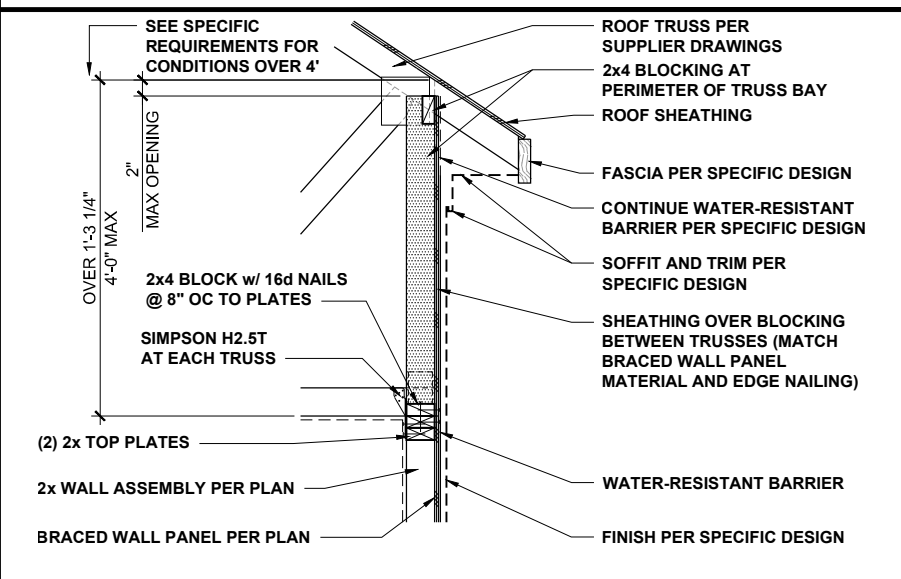 SEE SPECIFIC
REQUIREMENTS FOR
CONDITIONS OVER 4'
OVER 1'-3 1/4"
4'-0" MAX
2"
MAX OPENING
2x4 BLOCK w/ 16d NAILS
@ 8" OC TO PLATES
SIMPSON H2.5T
AT EACH TRUSS
(2) 2x TOP PLATES
2x WALL ASSEMBLY PER PLAN
BRACED WALL PANEL PER PLAN
ROOF TRUSS PER
SUPPLIER DRAWINGS
2x4 BLOCKING AT
PERIMETER OF TRUSS BAY
ROOF SHEATHING
FASCIA PER SPECIFIC DESIGN
CONTINUE WATER-RESISTANT
BARRIER PER SPECIFIC DESIGN
SOFFIT AND TRIM PER
SPECIFIC DESIGN
SHEATHING OVER BLOCKING
BETWEEN TRUSSES (MATCH
BRACED WALL PANEL
MATERIAL AND EDGE NAILING)
WATER-RESISTANT BARRIER
FINISH PER SPECIFIC DESIGN